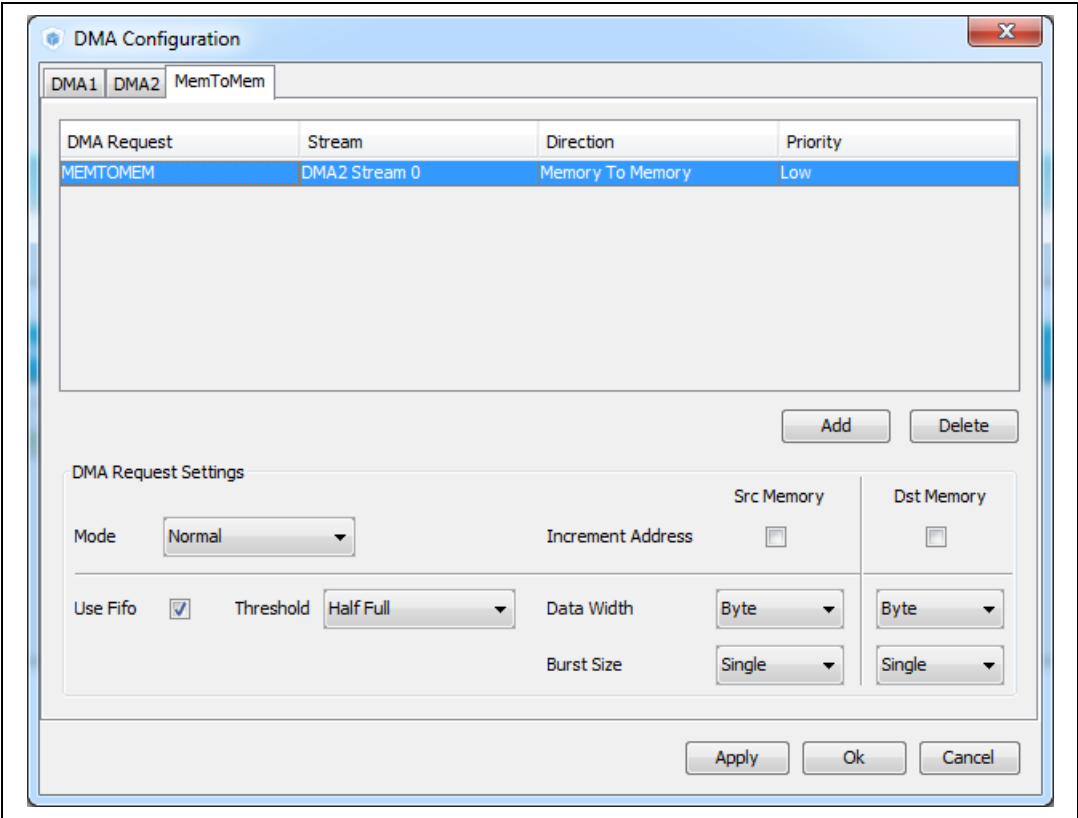 DMA Configuration
DMA1 DMA2 MemToMem
DMA Request Stream Direction Priority
MEMTOMEM DMA2 Stream 0 Memory To Memory Low
Add Delete
DMA Request Settings
Src Memory Dst Memory
Mode Normal Increment Address
Use Fifo Threshold Half Full Data Width Byte Byte
Burst Size Single Single
Apply Ok Cancel